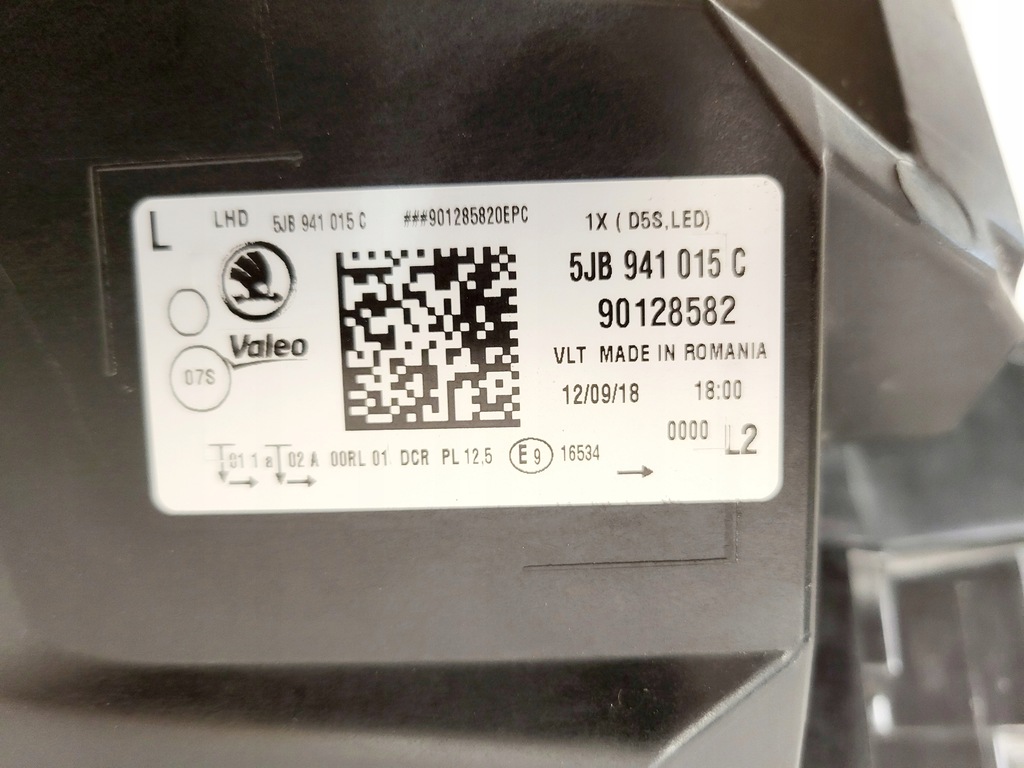 L LHD 5JB 941 015 C ###901285820EPC 1X ( D5S,LED)
5JB 941 015 C
90128582
Valeo
VLT MADE IN ROMANIA
07S
12/09/18 18:00
0000 L2
01 1 a 02 A 00RL 01 DCR PL 12,5 E9 16534